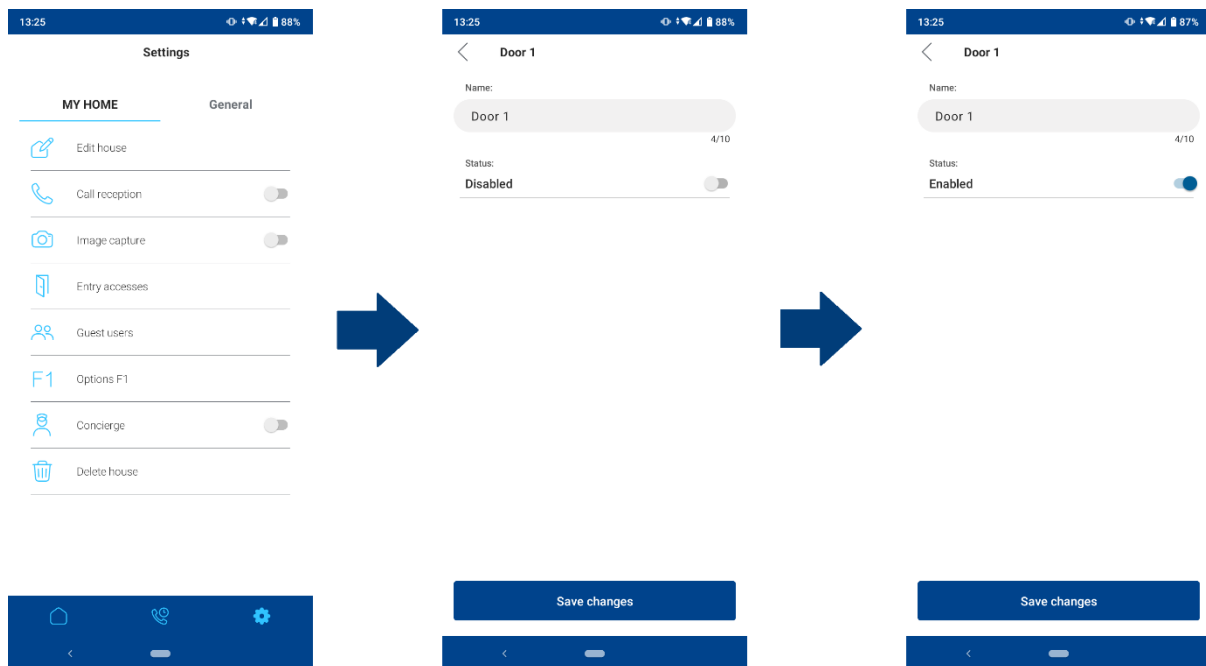 13:25 88%
Settings
MY HOME General
Edit house
Call reception
Image capture
Entry accesses
Guest users
F1 Options F1
Concierge
Delete house
13:25 88%
Door 1
Name:
Door 1
4/10
Status:
Disabled
Save changes
13:25 87%
Door 1
Name:
Door 1
4/10
Status:
Enabled
Save changes